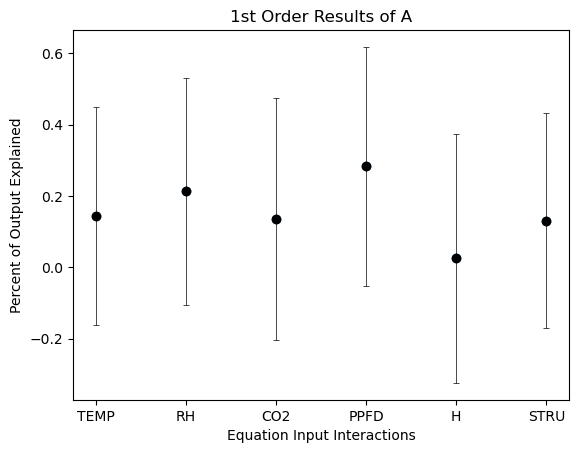 1st Order Results of A
Percent of Output Explained
0.6
0.4
0.2
0.0
−0.2
TEMP RH CO2 PPFD H STRU
Equation Input Interactions